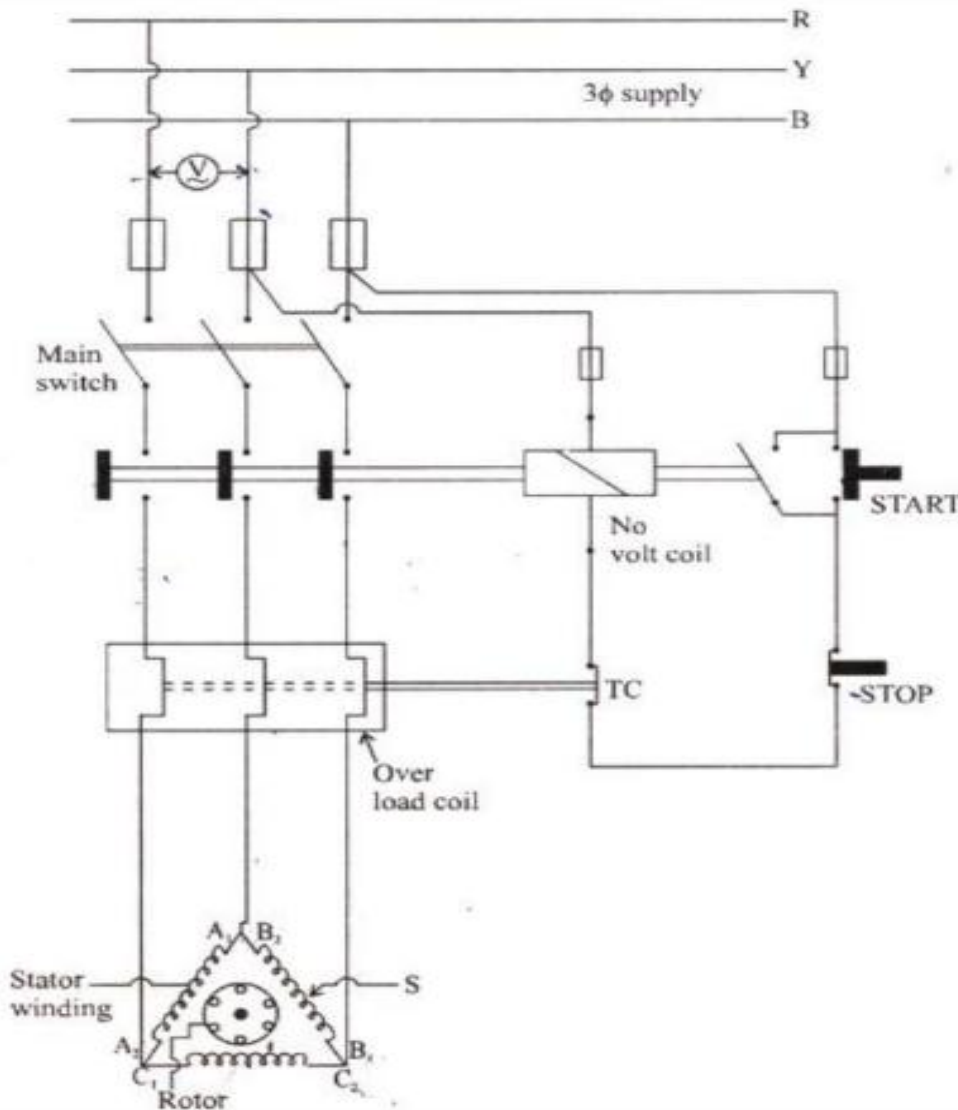 R
Y
3ϕ supply
B
V
Main
switch
START
No
volt coil
TC
STOP
Over
load coil
A₁ B₂
Stator
winding
S
A₂
B₁
C₁
C₂
Rotor